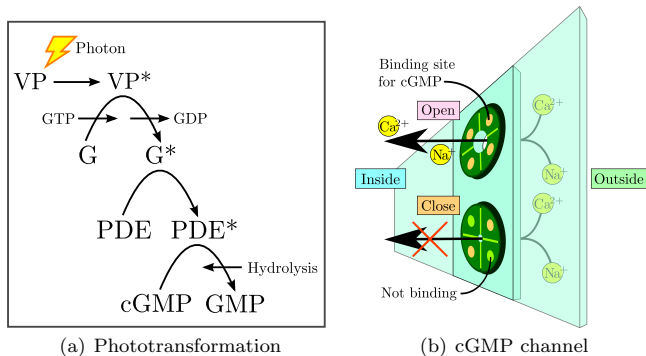 Photon
VP VP*
GTP GDP
G G*
PDE PDE*
Hydrolysis
cGMP GMP
(a) Phototransformation
Binding site
for cGMP
Open
Ca2+
Na+
Inside
Close
Not binding
Ca2+
Na+
Ca2+
Na+
Outside
(b) cGMP channel